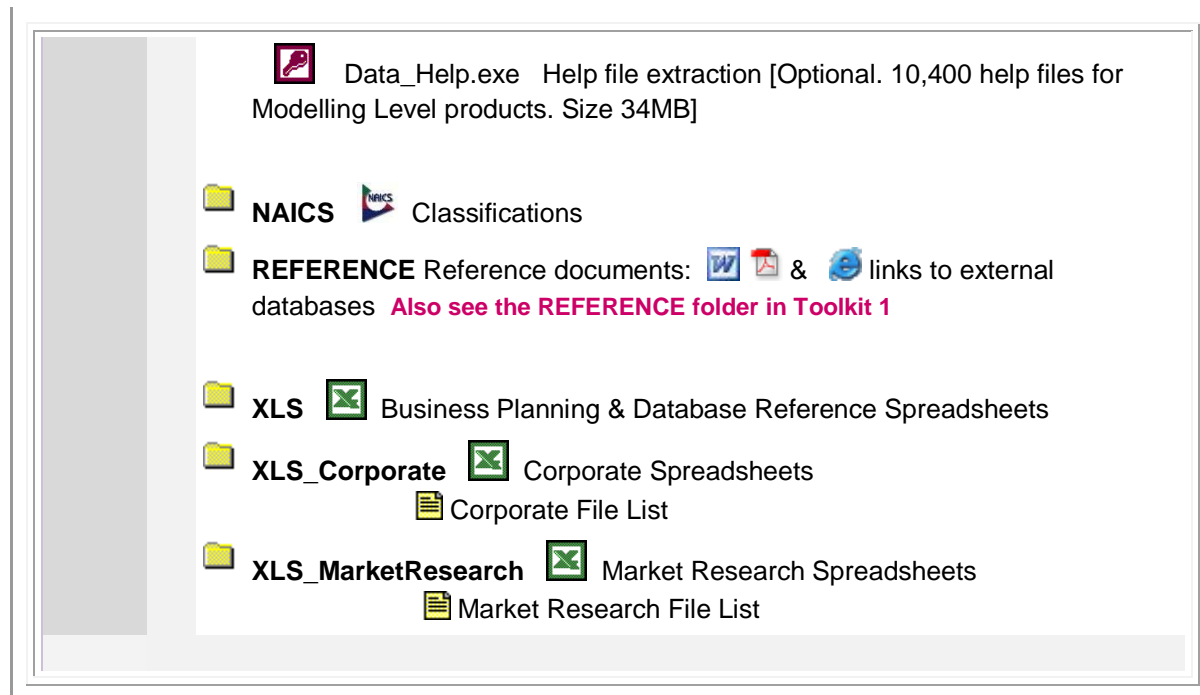 Data_Help.exe Help file extraction [Optional. 10,400 help files for
Modelling Level products. Size 34MB]
NAICS NAICS Classifications
REFERENCE Reference documents: W & links to external
databases Also see the REFERENCE folder in Toolkit 1
XLS Business Planning & Database Reference Spreadsheets
XLS_Corporate Corporate Spreadsheets
Corporate File List
XLS_MarketResearch Market Research Spreadsheets
Market Research File List